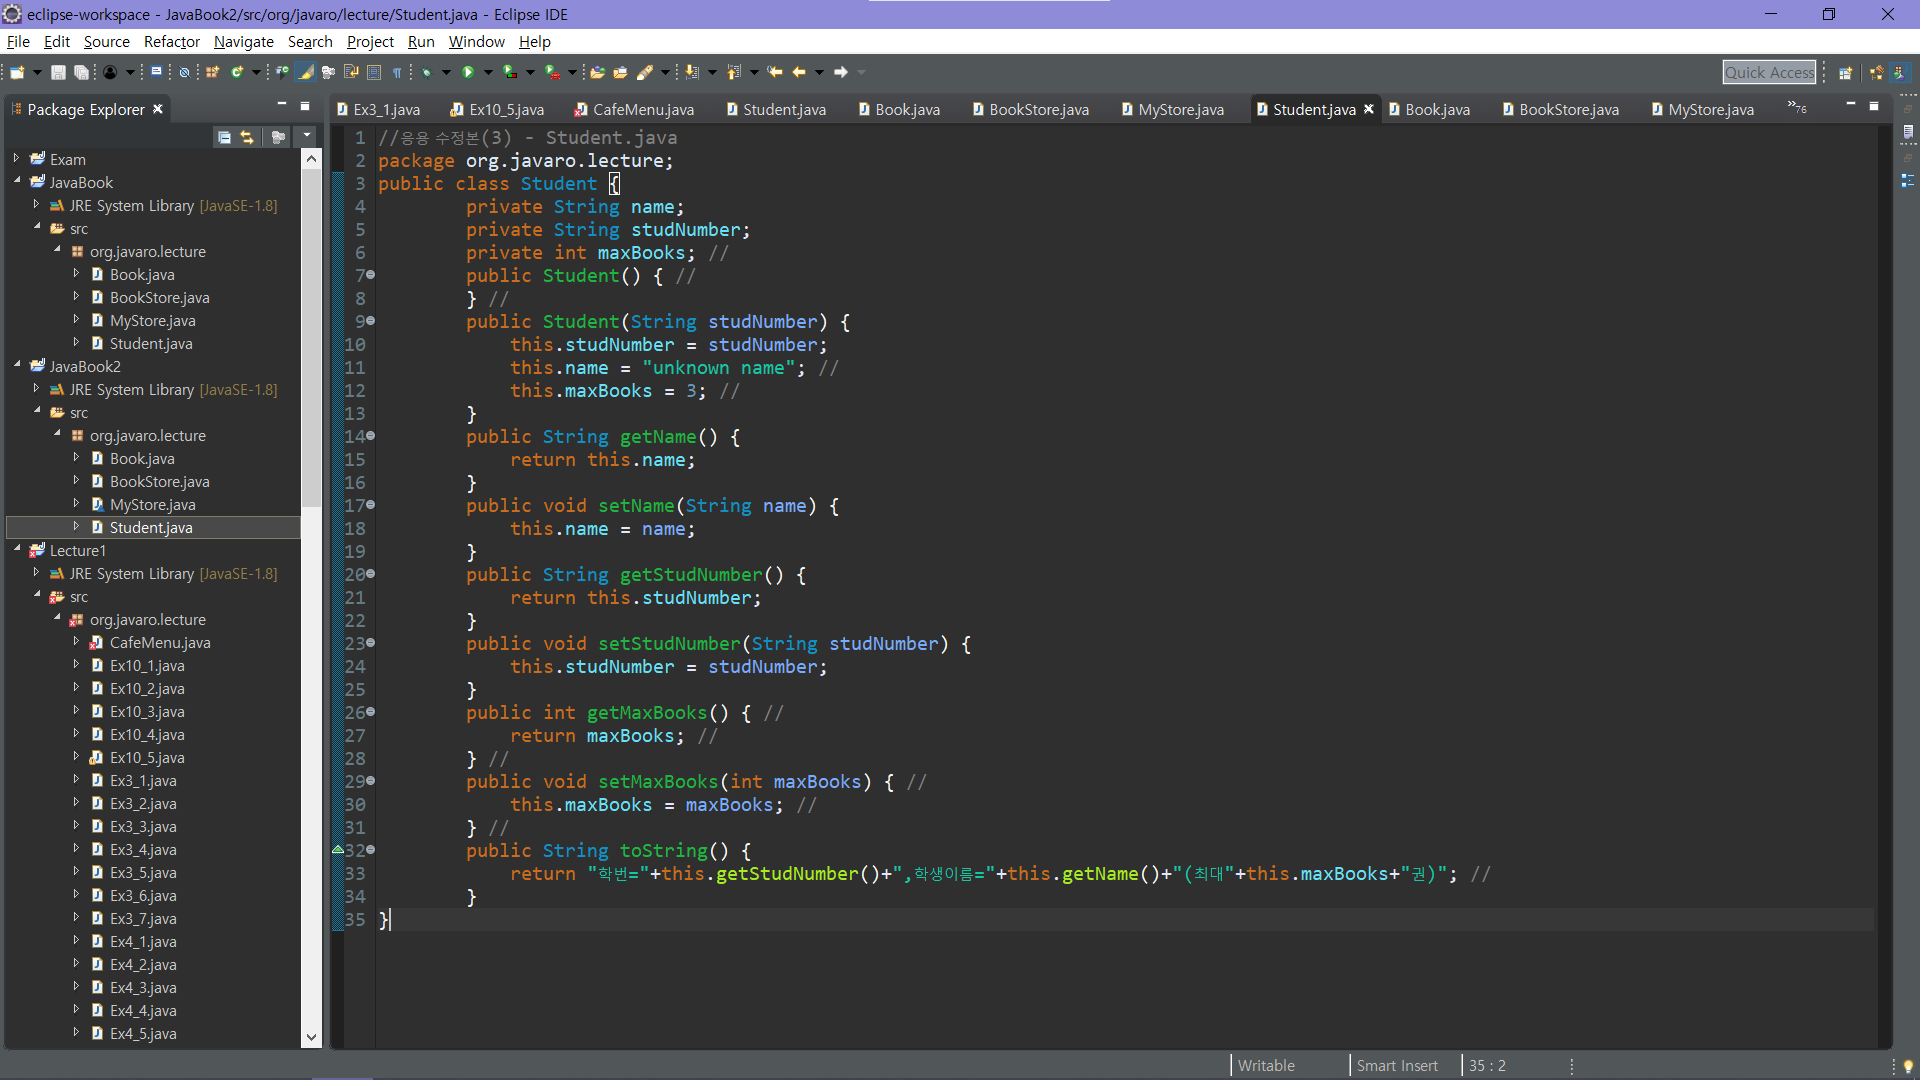 eclipse-workspace - JavaBook2/src/org/javaro/lecture/Student.java - Eclipse IDE
File Edit Source Refactor Navigate Search Project Run Window Help
Quick Access
Package Explorer
Exam
JavaBook
JRE System Library [JavaSE-1.8]
src
org.javaro.lecture
Book.java
BookStore.java
MyStore.java
Student.java
JavaBook2
JRE System Library [JavaSE-1.8]
src
org.javaro.lecture
Book.java
BookStore.java
MyStore.java
Student.java
Lecture1
JRE System Library [JavaSE-1.8]
src
org.javaro.lecture
CafeMenu.java
Ex10_1.java
Ex10_2.java
Ex10_3.java
Ex10_4.java
Ex10_5.java
Ex3_1.java
Ex3_2.java
Ex3_3.java
Ex3_4.java
Ex3_5.java
Ex3_6.java
Ex3_7.java
Ex4_1.java
Ex4_2.java
Ex4_3.java
Ex4_4.java
Ex4_5.java
Ex3_1.java Ex10_5.java CafeMenu.java Student.java Book.java BookStore.java MyStore.java Student.java Book.java BookStore.java MyStore.java »76
1 //응용 수정본(3) - Student.java
2 package org.javaro.lecture;
3 public class Student {
4 private String name;
5 private String studNumber;
6 private int maxBooks; //
7 public Student() { //
8 } //
9 public Student(String studNumber) {
10 this.studNumber = studNumber;
11 this.name = "unknown name"; //
12 this.maxBooks = 3; //
13 }
14 public String getName() {
15 return this.name;
16 }
17 public void setName(String name) {
18 this.name = name;
19 }
20 public String getStudNumber() {
21 return this.studNumber;
22 }
23 public void setStudNumber(String studNumber) {
24 this.studNumber = studNumber;
25 }
26 public int getMaxBooks() { //
27 return maxBooks; //
28 } //
29 public void setMaxBooks(int maxBooks) { //
30 this.maxBooks = maxBooks; //
31 } //
32 public String toString() {
33 return "학번="+this.getStudNumber()+",학생이름="+this.getName()+"(최대"+this.maxBooks+"권)"; //
34 }
35 }
Writable Smart Insert 35 : 2